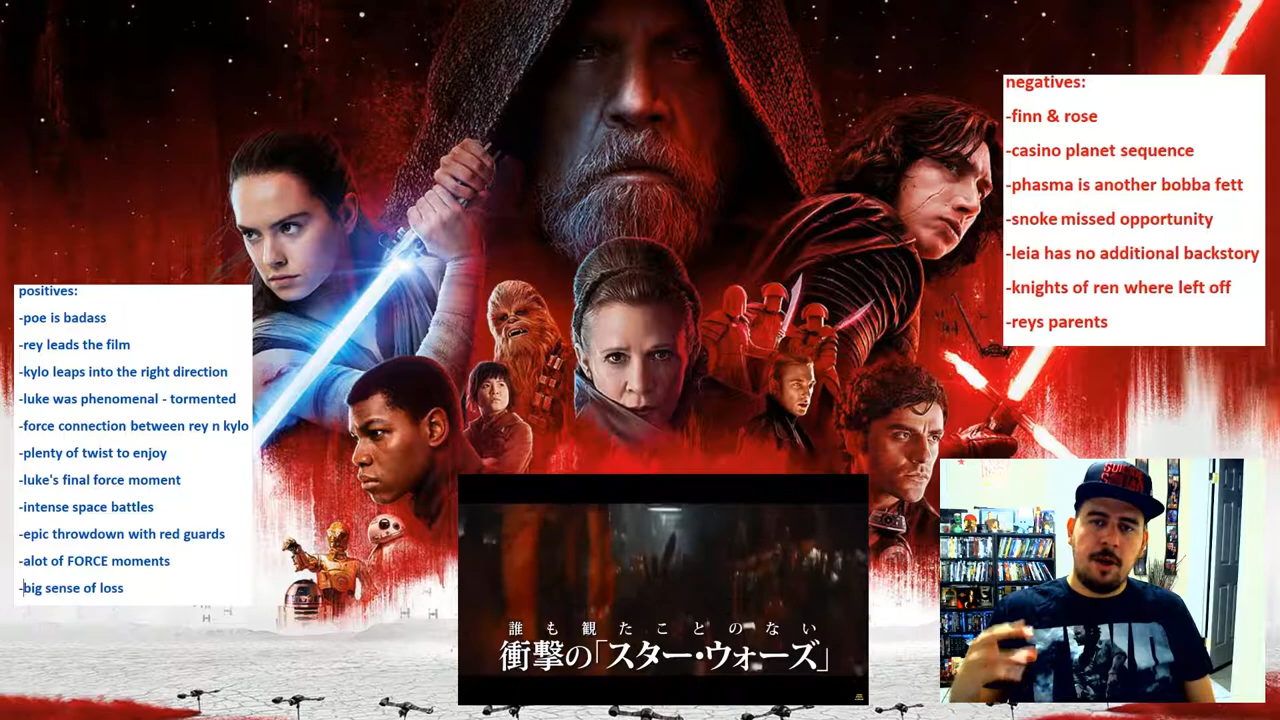 positives:
-poe is badass
-rey leads the film
-kylo leaps into the right direction
-luke was phenomenal - tormented
-force connection between rey n kylo
-plenty of twist to enjoy
-luke's final force moment
-intense space battles
-epic throwdown with red guards
-alot of FORCE moments
-big sense of loss
negatives:
-finn & rose
-casino planet sequence
-phasma is another bobba fett
-snoke missed opportunity
-leia has no additional backstory
-knights of ren where left off
-reys parents
誰も観たことのない
衝撃の「スター・ウォーズ」